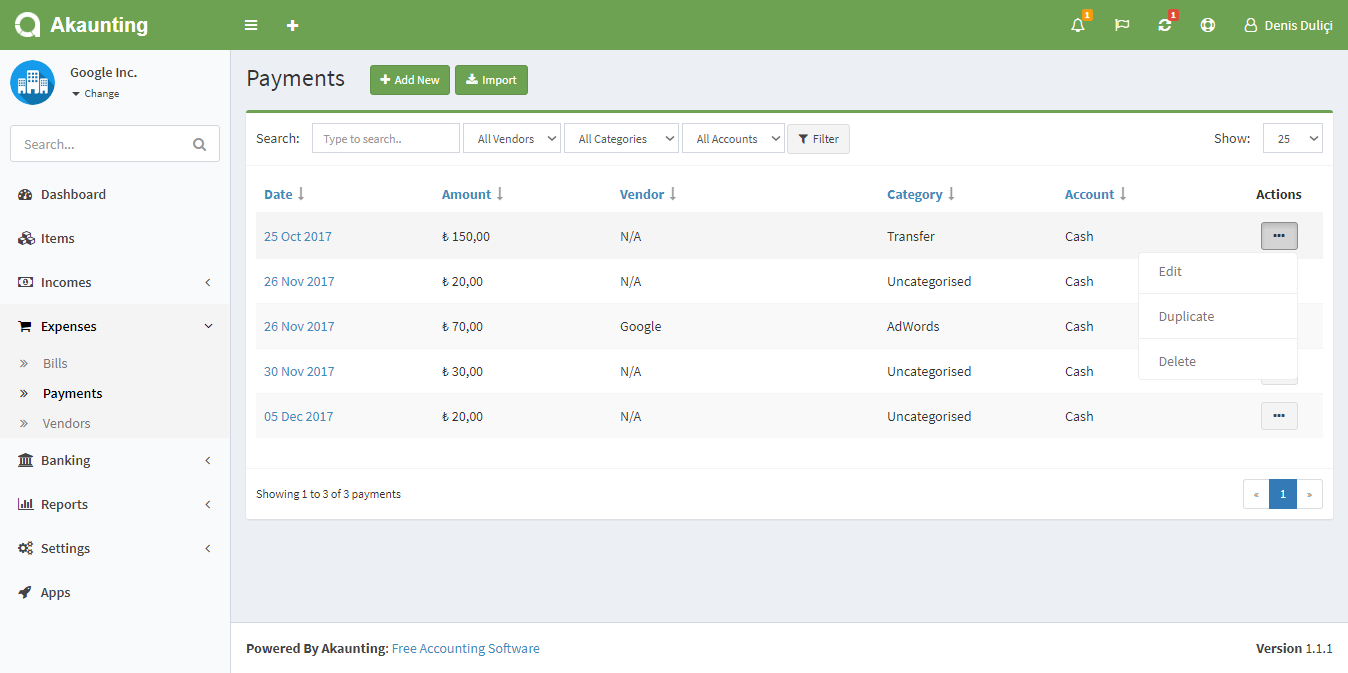 Akaunting
1
1
Denis Duliçi
Google Inc.
Change
Search...
Dashboard
Items
Incomes
Expenses
Bills
Payments
Vendors
Banking
Reports
Settings
Apps
Payments
Add New
Import
Search:
Type to search..
All Vendors
All Categories
All Accounts
Filter
Show:
25
Date Amount Vendor Category Account Actions
25 Oct 2017 ₺ 150,00 N/A Transfer Cash
26 Nov 2017 ₺ 20,00 N/A Uncategorised Cash
26 Nov 2017 ₺ 70,00 Google AdWords Cash
30 Nov 2017 ₺ 30,00 N/A Uncategorised Cash
05 Dec 2017 ₺ 20,00 N/A Uncategorised Cash
Edit
Duplicate
Delete
Showing 1 to 3 of 3 payments
« 1 »
Powered By Akaunting: Free Accounting Software
Version 1.1.1